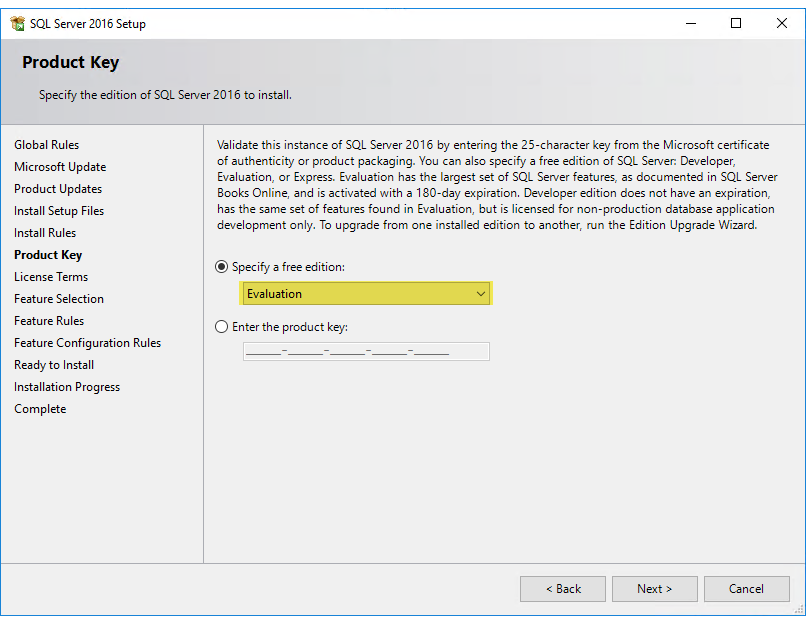 SQL Server 2016 Setup
Product Key
Specify the edition of SQL Server 2016 to install.
Global Rules
Microsoft Update
Product Updates
Install Setup Files
Install Rules
Product Key
License Terms
Feature Selection
Feature Rules
Feature Configuration Rules
Ready to Install
Installation Progress
Complete
Validate this instance of SQL Server 2016 by entering the 25-character key from the Microsoft certificate
of authenticity or product packaging. You can also specify a free edition of SQL Server: Developer,
Evaluation, or Express. Evaluation has the largest set of SQL Server features, as documented in SQL Server
Books Online, and is activated with a 180-day expiration. Developer edition does not have an expiration,
has the same set of features found in Evaluation, but is licensed for non-production database application
development only. To upgrade from one installed edition to another, run the Edition Upgrade Wizard.
Specify a free edition:
Evaluation
Enter the product key:
_____-_____-_____-_____-_____
< Back
Next >
Cancel